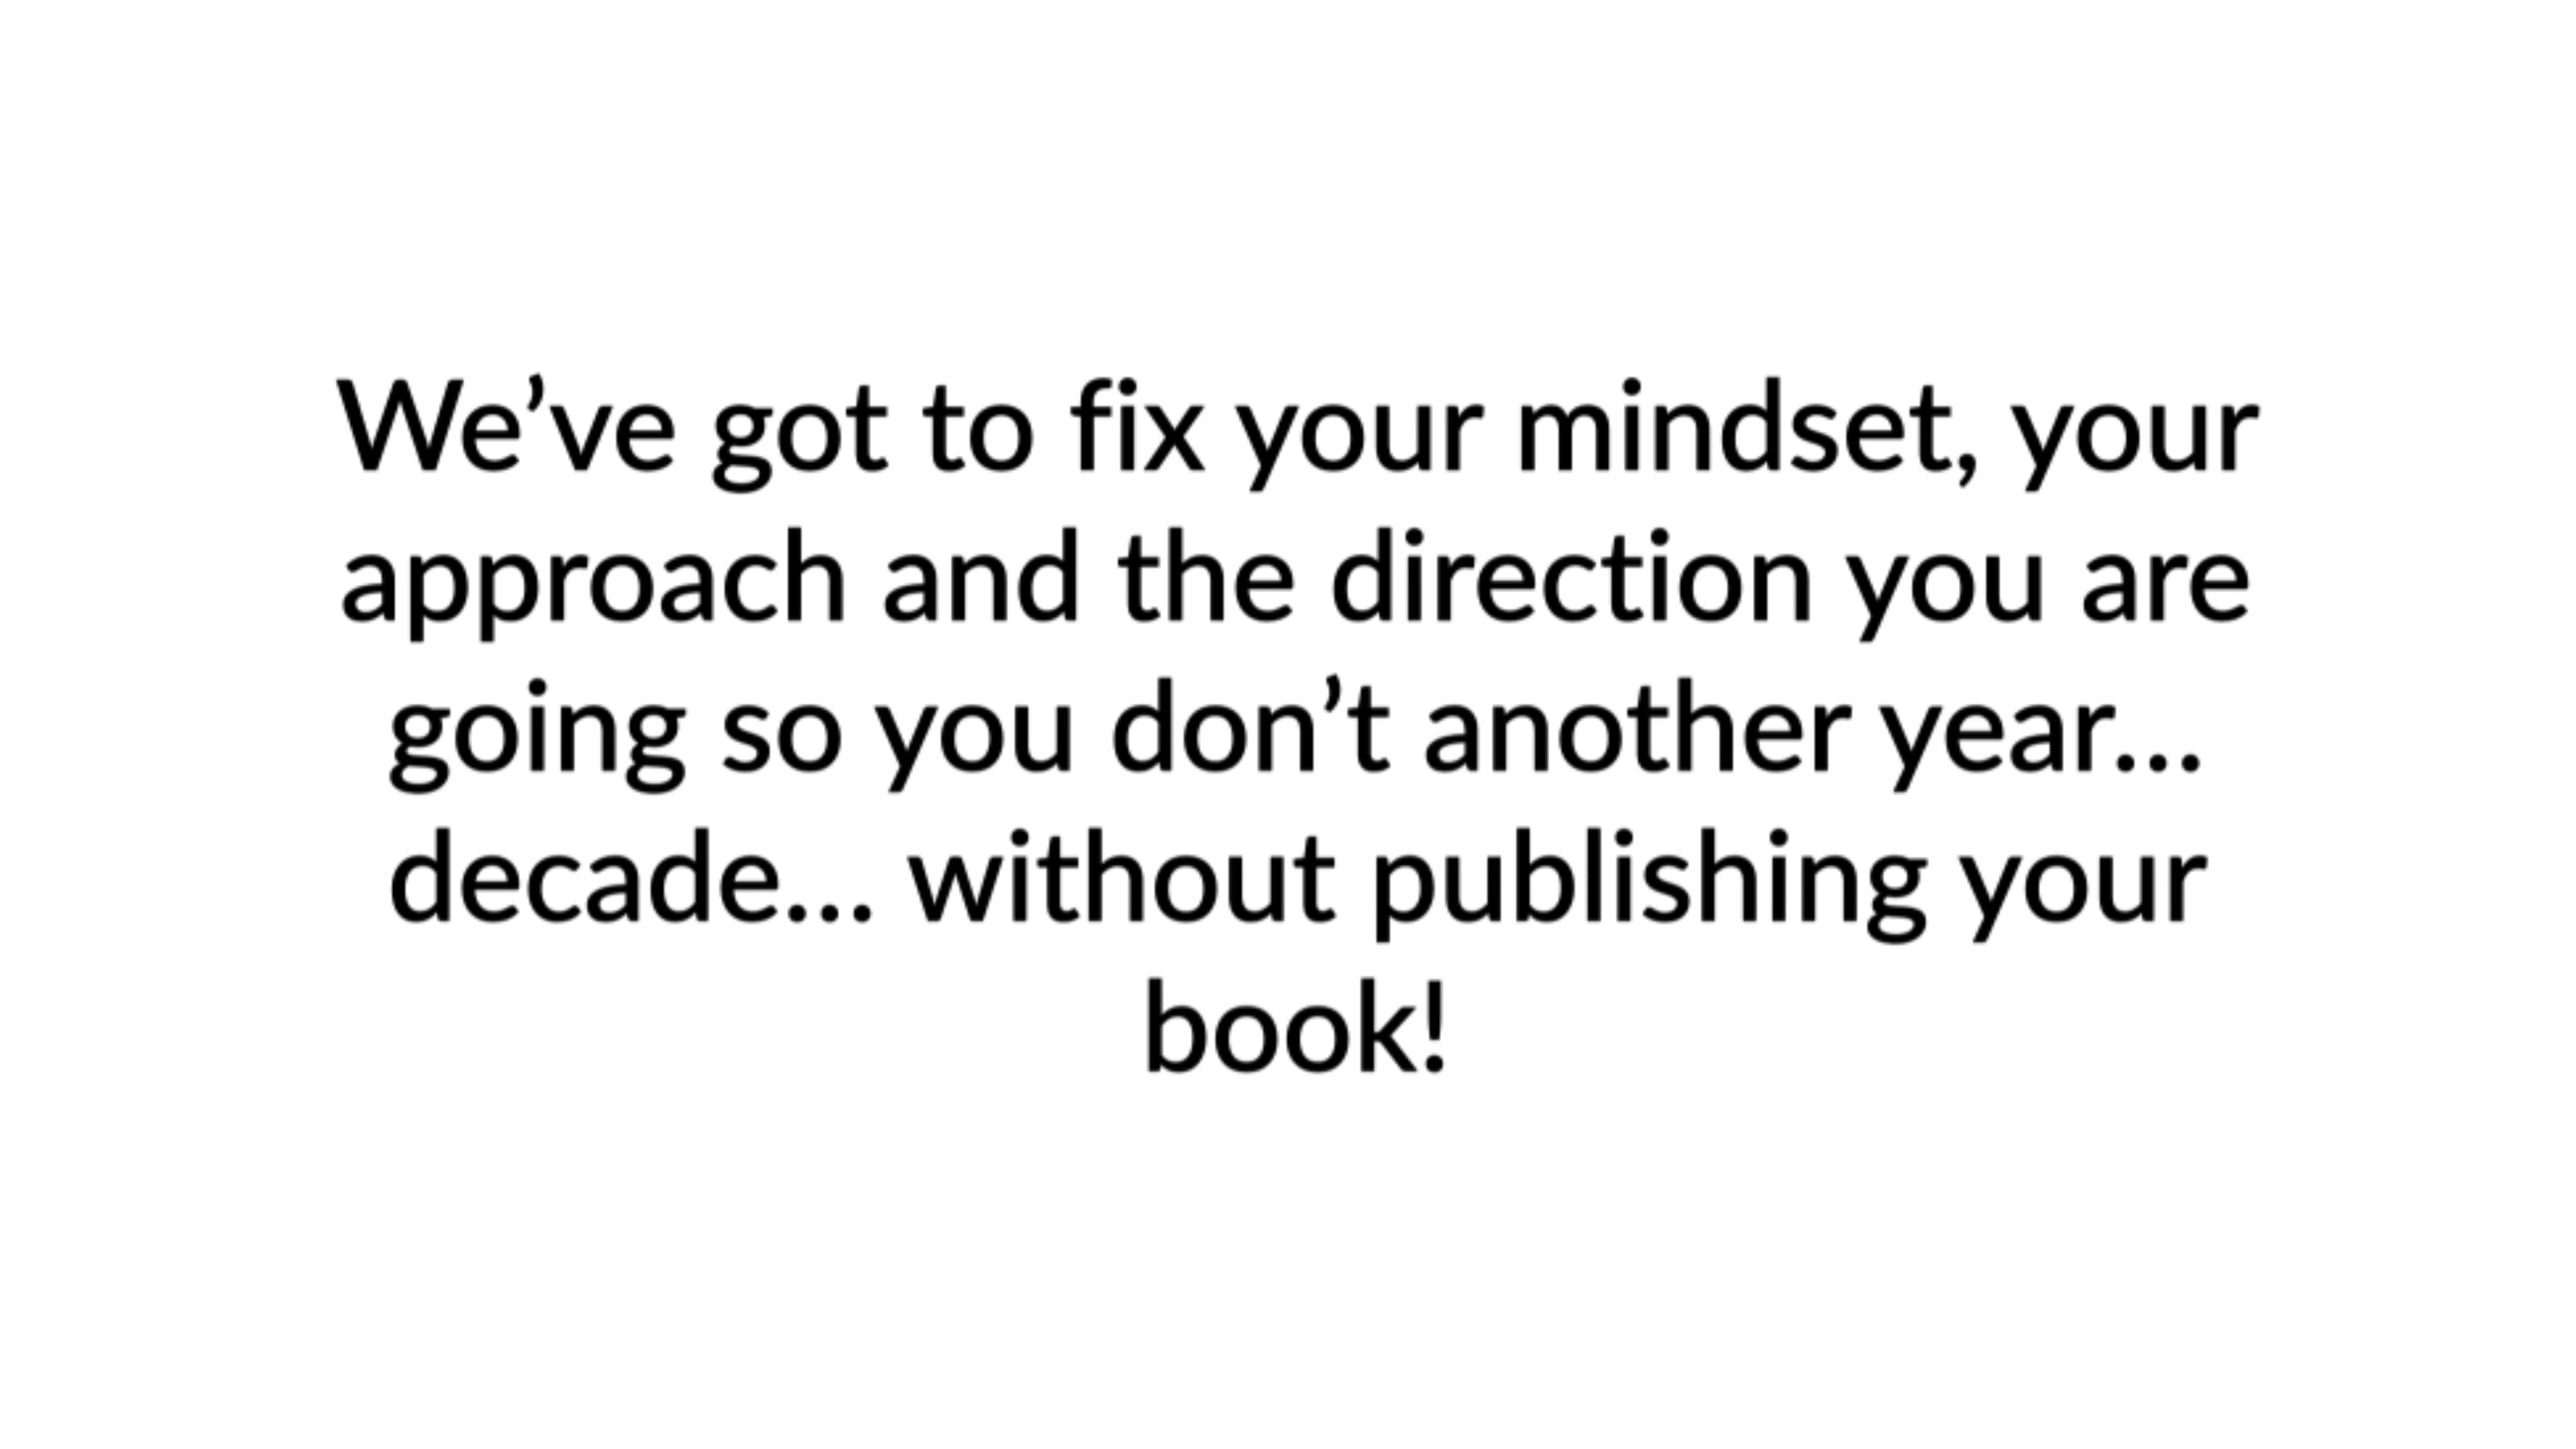 We’ve got to fix your mindset, your
approach and the direction you are
going so you don’t another year...
decade... without publishing your
book!